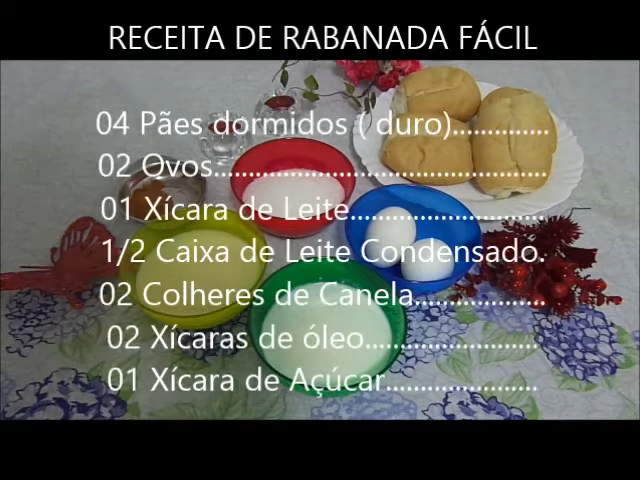 RECEITA DE RABANADA FÁCIL
04 Pães dormidos ( duro)..............
02 Ovos...............................................
01 Xícara de Leite...........................
1/2 Caixa de Leite Condensado.
02 Colheres de Canela..................
02 Xícaras de óleo........................
01 Xícara de Açúcar.....................